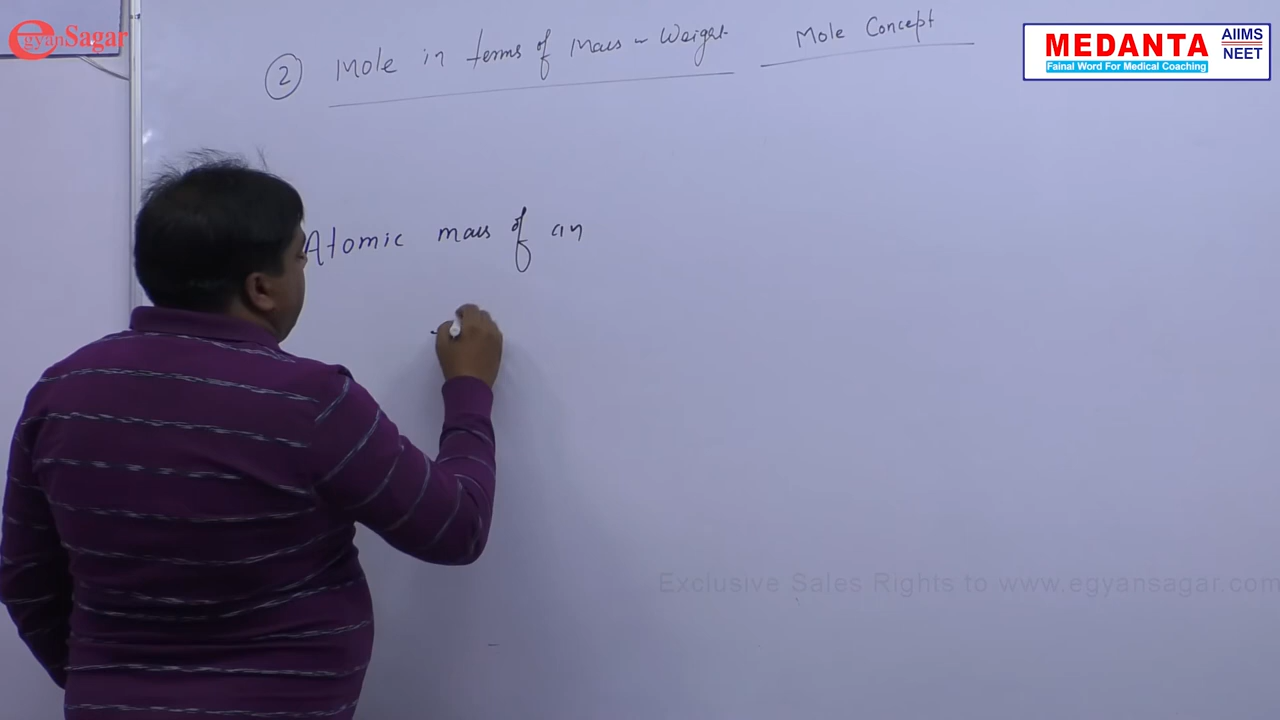 egyanSagar
MEDANTA AIIMS NEET
Fainal Word For Medical Coaching
② Mole in terms of Mass ~ Weight Mole Concept
Atomic mass of an
Exclusive Sales Rights to www.egyansagar.com